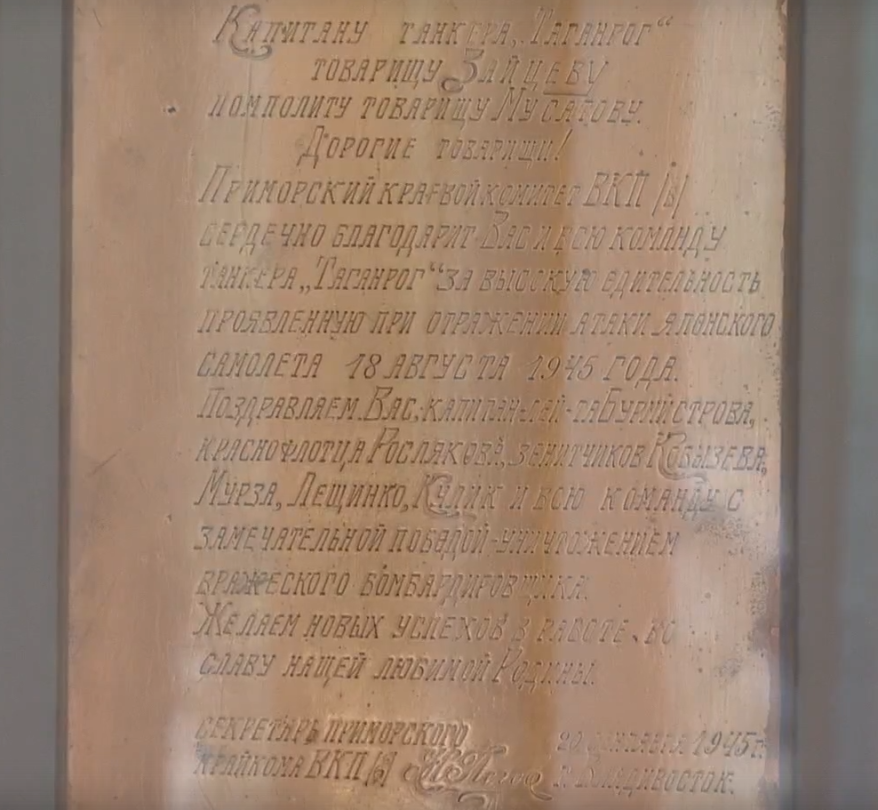 Капитану танкера „Таганрог“
товарищу Зайцеву
помполиту товарищу Мусатову.
Дорогие товарищи!
Приморский краевой комитет ВКП /б/
сердечно благодарит Вас и всю команду
танкера „Таганрог“ за высокую бдительность
проявленную при отражении атаки японского
самолета 18 августа 1945 года.
Поздравляем Вас, Бурмистрова,
краснофлотца Рослякова, зенитчиков Кобызева,
Мурза, Лещинко, Кулик и всю команду с
замечательной победой - уничтожением
вражеского бомбардировщика.
Желаем новых успехов в работе во
славу нашей любимой Родины.
Секретарь Приморского
крайкома ВКП /б/ 1945 г.
г. Владивосток.